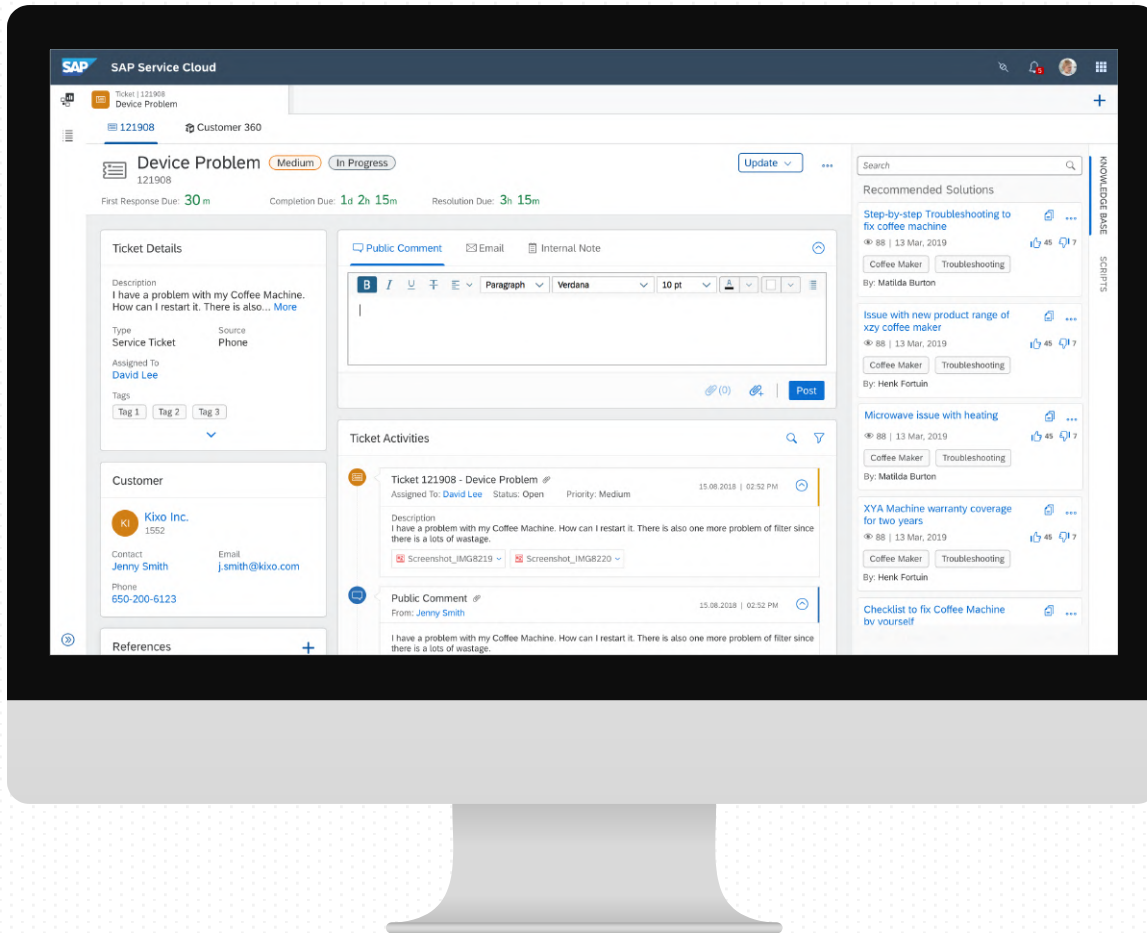 SAP SAP Service Cloud
5
Ticket | 121908
Device Problem
121908 Customer 360
Device Problem Medium In Progress
121908
Update
First Response Due: 30 m Completion Due: 1d 2h 15m Resolution Due: 3h 15m
Ticket Details
Description
I have a problem with my Coffee Machine.
How can I restart it. There is also... More
Type Source
Service Ticket Phone
Assigned To
David Lee
Tags
Tag 1 Tag 2 Tag 3
Customer
KI
Kixo Inc.
1552
Contact Email
Jenny Smith j.smith@kixo.com
Phone
650-200-6123
References
Public Comment Email Internal Note
B I U T E Paragraph Verdana 10 pt A
(0) Post
Ticket Activities
Ticket 121908 - Device Problem
15.08.2018 | 02:52 PM
Assigned To: David Lee Status: Open Priority: Medium
Description
I have a problem with my Coffee Machine. How can I restart it. There is also one more problem of filter since
there is a lots of wastage.
Screenshot_IMG8219 Screenshot_IMG8220
Public Comment
15.08.2018 | 02:52 PM
From: Jenny Smith
I have a problem with my Coffee Machine. How can I restart it. There is also one more problem of filter since
there is a lots of wastage.
Search
Recommended Solutions
Step-by-step Troubleshooting to
fix coffee machine
88 | 13 Mar, 2019 45 7
Coffee Maker Troubleshooting
By: Matilda Burton
Issue with new product range of
xzy coffee maker
88 | 13 Mar, 2019 45 7
Coffee Maker Troubleshooting
By: Henk Fortuin
Microwave issue with heating
88 | 13 Mar, 2019 45 7
Coffee Maker Troubleshooting
By: Matilda Burton
XYA Machine warranty coverage
for two years
88 | 13 Mar, 2019 45 7
Coffee Maker Troubleshooting
By: Henk Fortuin
Checklist to fix Coffee Machine
by yourself
KNOWLEDGE BASE
SCRIPTS